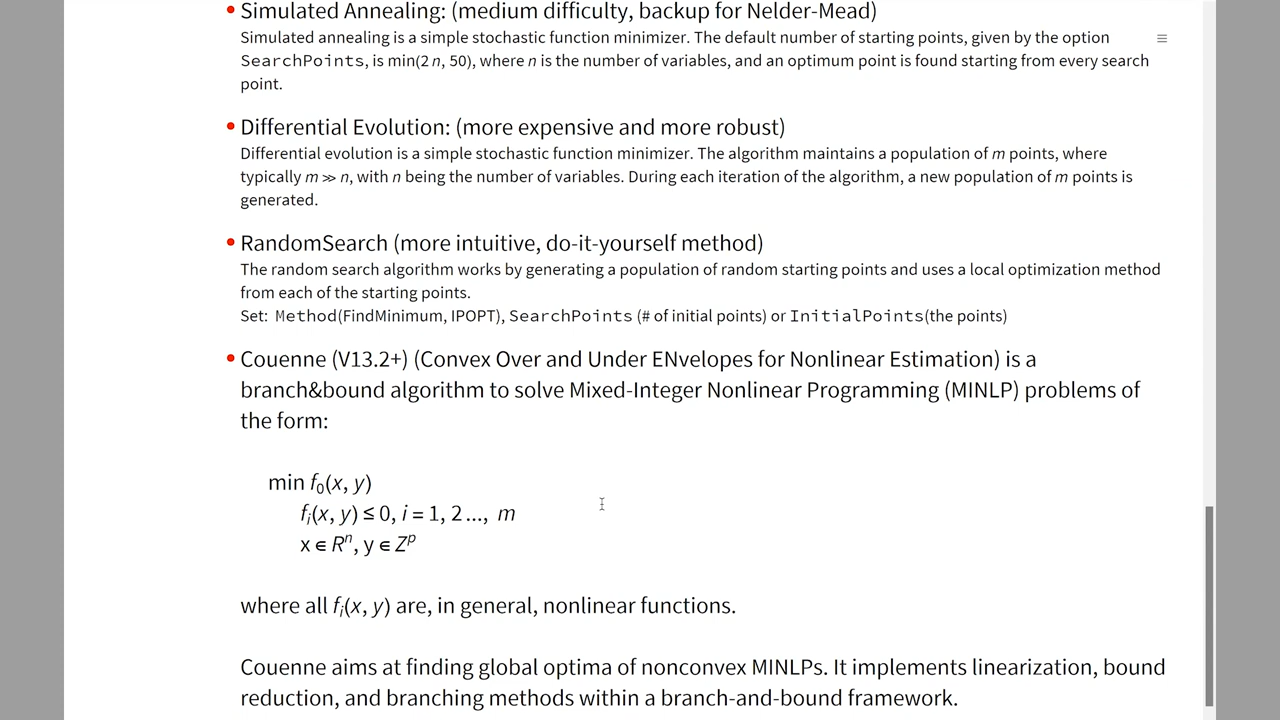 • Simulated Annealing: (medium difficulty, backup for Nelder-Mead)
Simulated annealing is a simple stochastic function minimizer. The default number of starting points, given by the option
SearchPoints, is min(2 n, 50), where n is the number of variables, and an optimum point is found starting from every search
point.
• Differential Evolution: (more expensive and more robust)
Differential evolution is a simple stochastic function minimizer. The algorithm maintains a population of m points, where
typically m ≫ n, with n being the number of variables. During each iteration of the algorithm, a new population of m points is
generated.
• RandomSearch (more intuitive, do-it-yourself method)
The random search algorithm works by generating a population of random starting points and uses a local optimization method
from each of the starting points.
Set: Method(FindMinimum, IPOPT), SearchPoints (# of initial points) or InitialPoints(the points)
• Couenne (V13.2+) (Convex Over and Under ENvelopes for Nonlinear Estimation) is a
branch&bound algorithm to solve Mixed-Integer Nonlinear Programming (MINLP) problems of
the form:
min f₀(x, y)
fᵢ(x, y) ≤ 0, i = 1, 2 ..., m
x ∈ Rⁿ, y ∈ Zᵖ
where all fᵢ(x, y) are, in general, nonlinear functions.
Couenne aims at finding global optima of nonconvex MINLPs. It implements linearization, bound
reduction, and branching methods within a branch-and-bound framework.